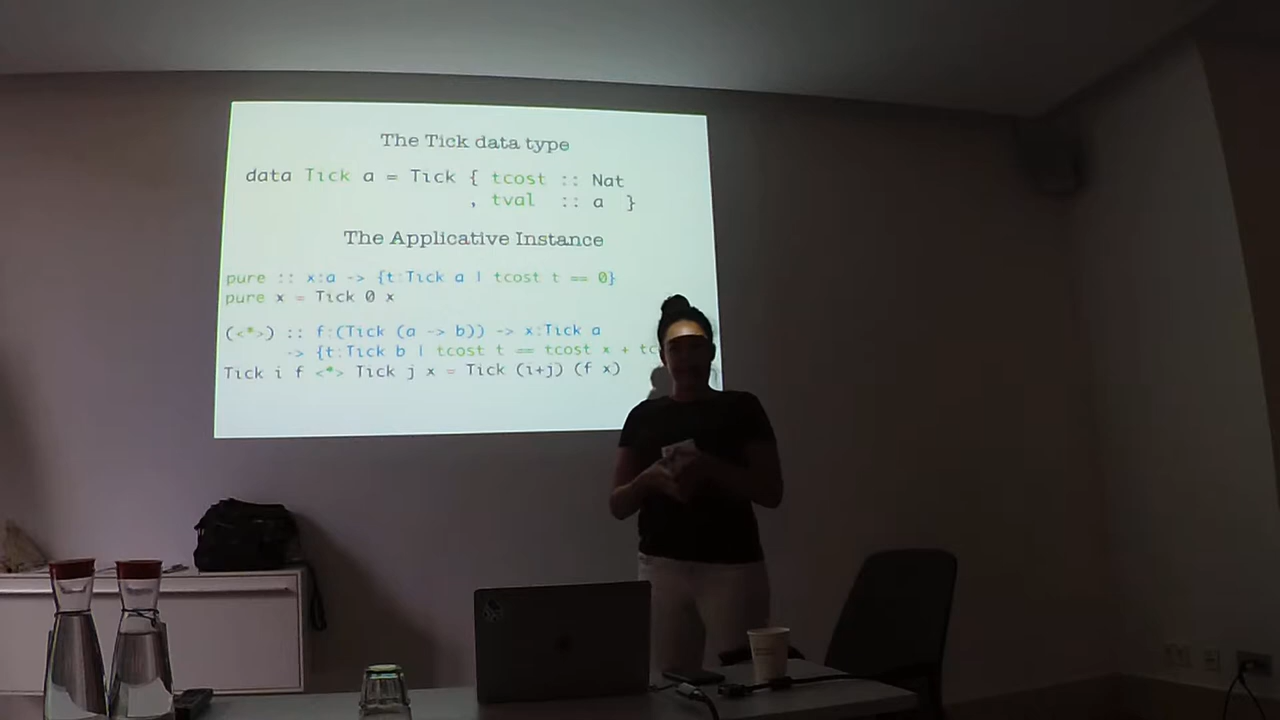 The Tick data type
data Tick a = Tick { tcost :: Nat
, tval :: a }
The Applicative Instance
pure :: x:a -> {t:Tick a | tcost t == 0}
pure x = Tick 0 x
(<*>) :: f:(Tick (a -> b)) -> x:Tick a
-> {t:Tick b | tcost t == tcost x + tc
Tick i f <*> Tick j x = Tick (i+j) (f x)